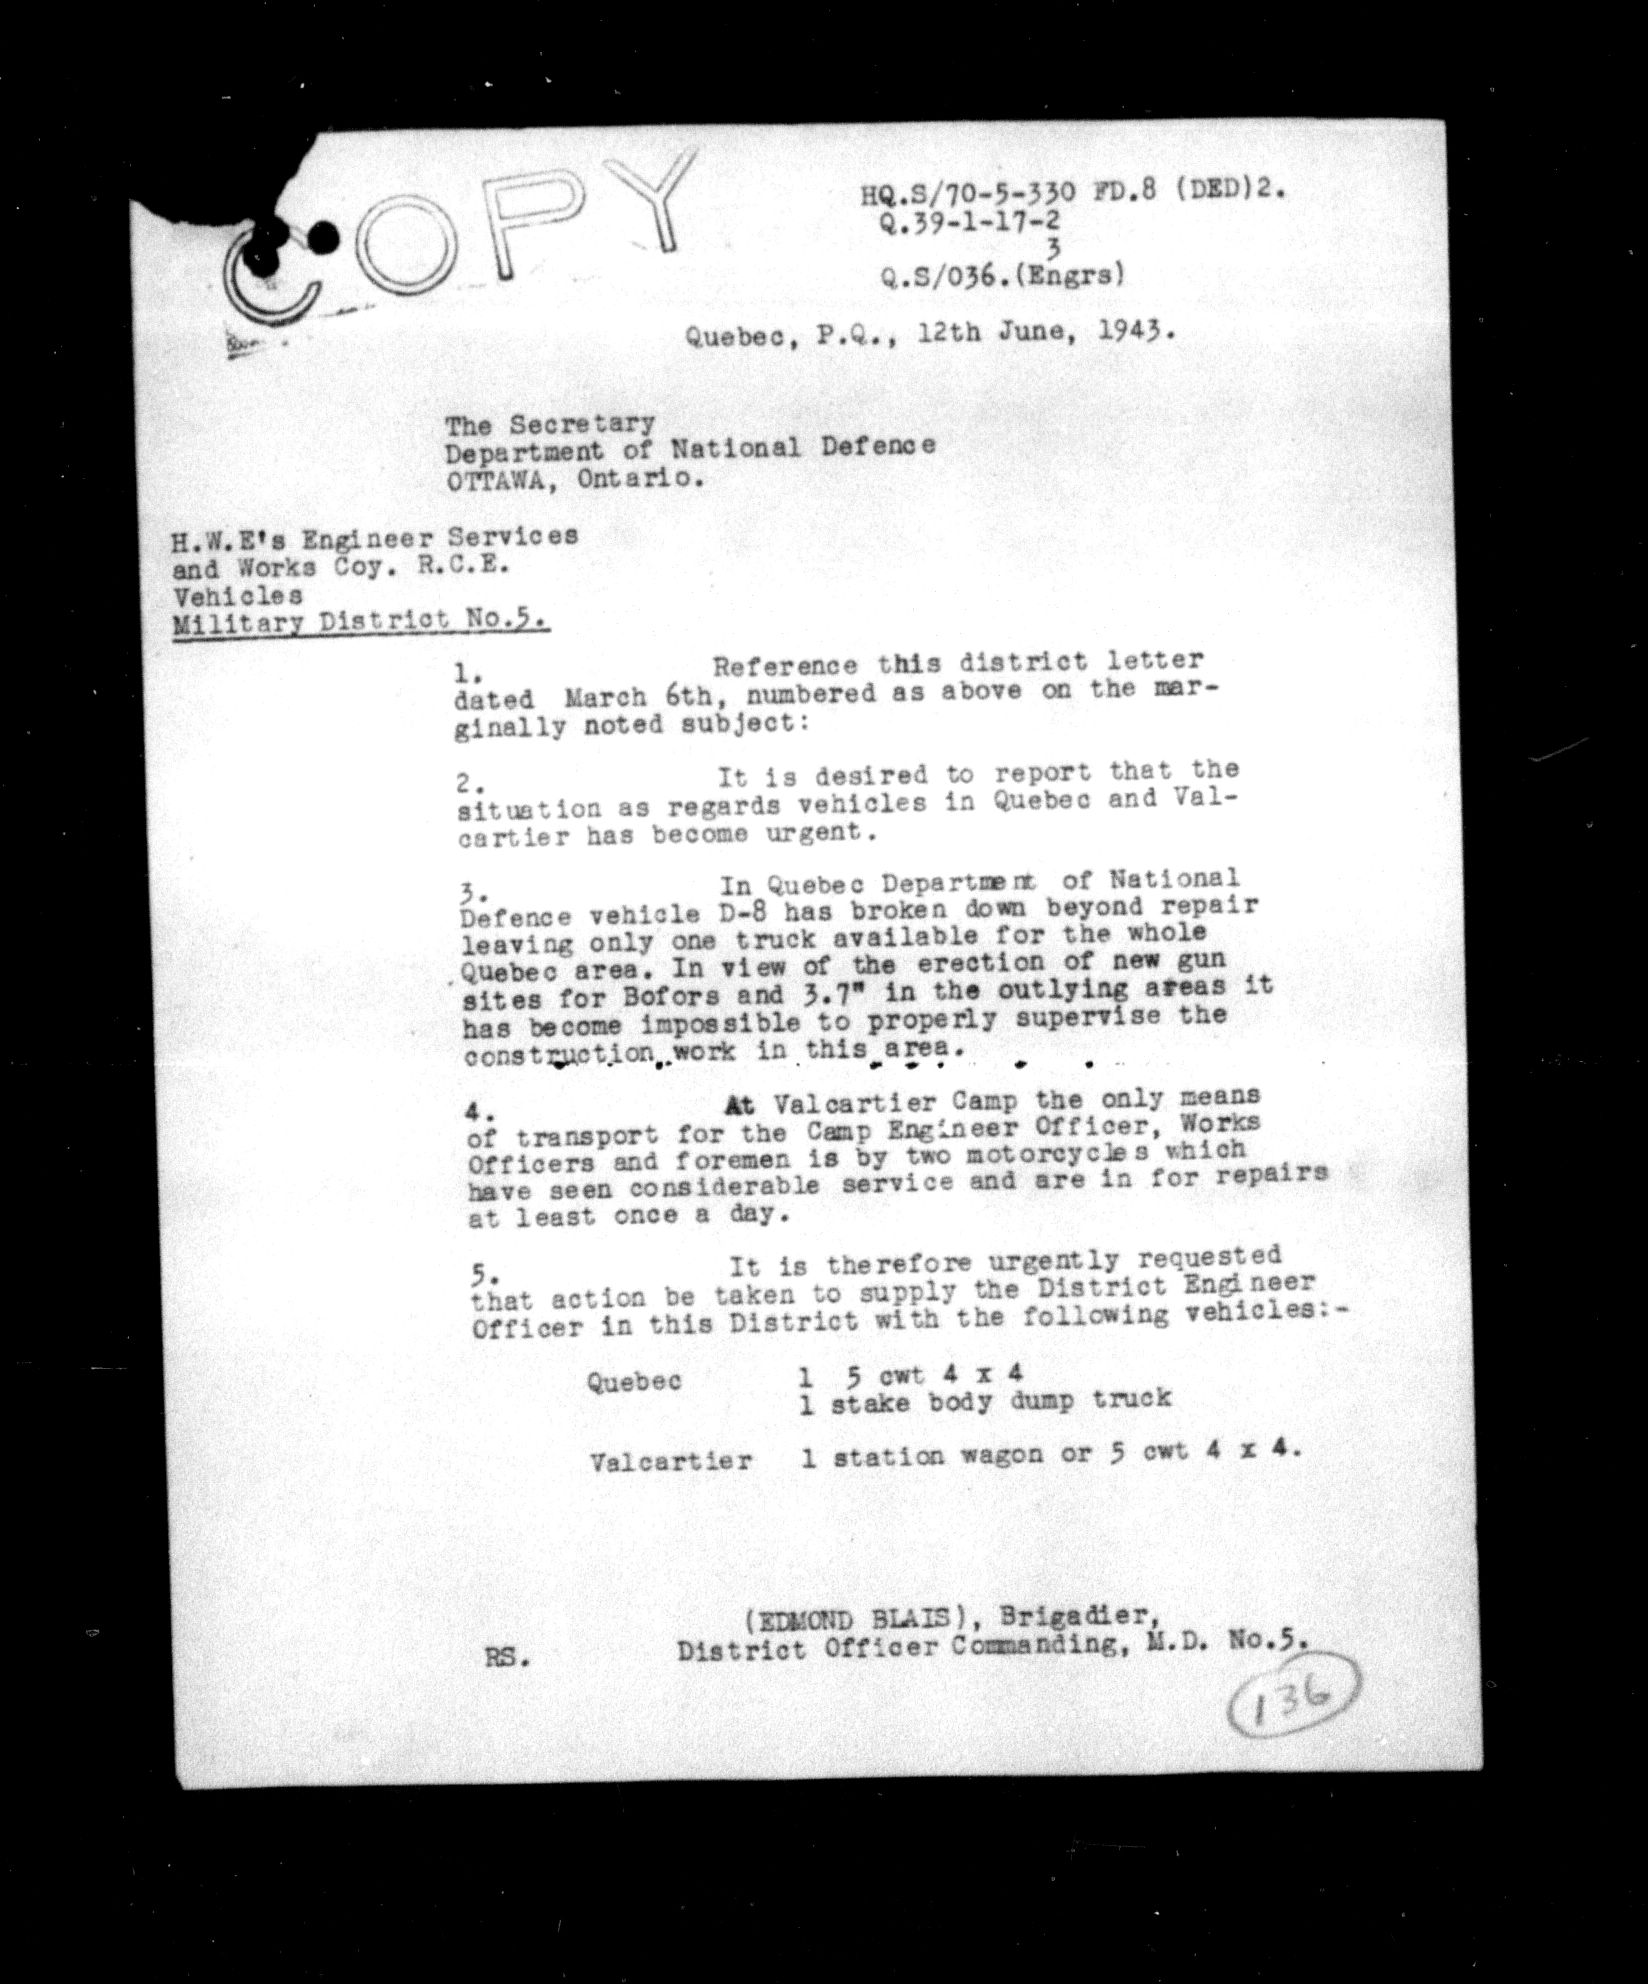 COPY
HQ.S/70-5-330 FD.8 (DED)2.
Q.39-1-17-2
3
Q.S/036.(Engrs)
Quebec, P.Q., 12th June, 1943.
The Secretary
Department of National Defence
OTTAWA, Ontario.
H.W.E's Engineer Services
and Works Coy. R.C.E.
Vehicles
Military District No.5.
1. Reference this district letter
dated March 6th, numbered as above on the mar-
ginally noted subject:
2. It is desired to report that the
situation as regards vehicles in Quebec and Val-
cartier has become urgent.
3. In Quebec Department of National
Defence vehicle D-8 has broken down beyond repair
leaving only one truck available for the whole
Quebec area. In view of the erection of new gun
sites for Bofors and 3.7" in the outlying areas it
has become impossible to properly supervise the
construction work in this area.
4. At Valcartier Camp the only means
of transport for the Camp Engineer Officer, Works
Officers and foremen is by two motorcycles which
have seen considerable service and are in for repairs
at least once a day.
5. It is therefore urgently requested
that action be taken to supply the District Engineer
Officer in this District with the following vehicles:-
Quebec 1 5 cwt 4 x 4
1 stake body dump truck
Valcartier 1 station wagon or 5 cwt 4 x 4.
(EDMOND BLAIS), Brigadier,
RS. District Officer Commanding, M.D. No.5.
136